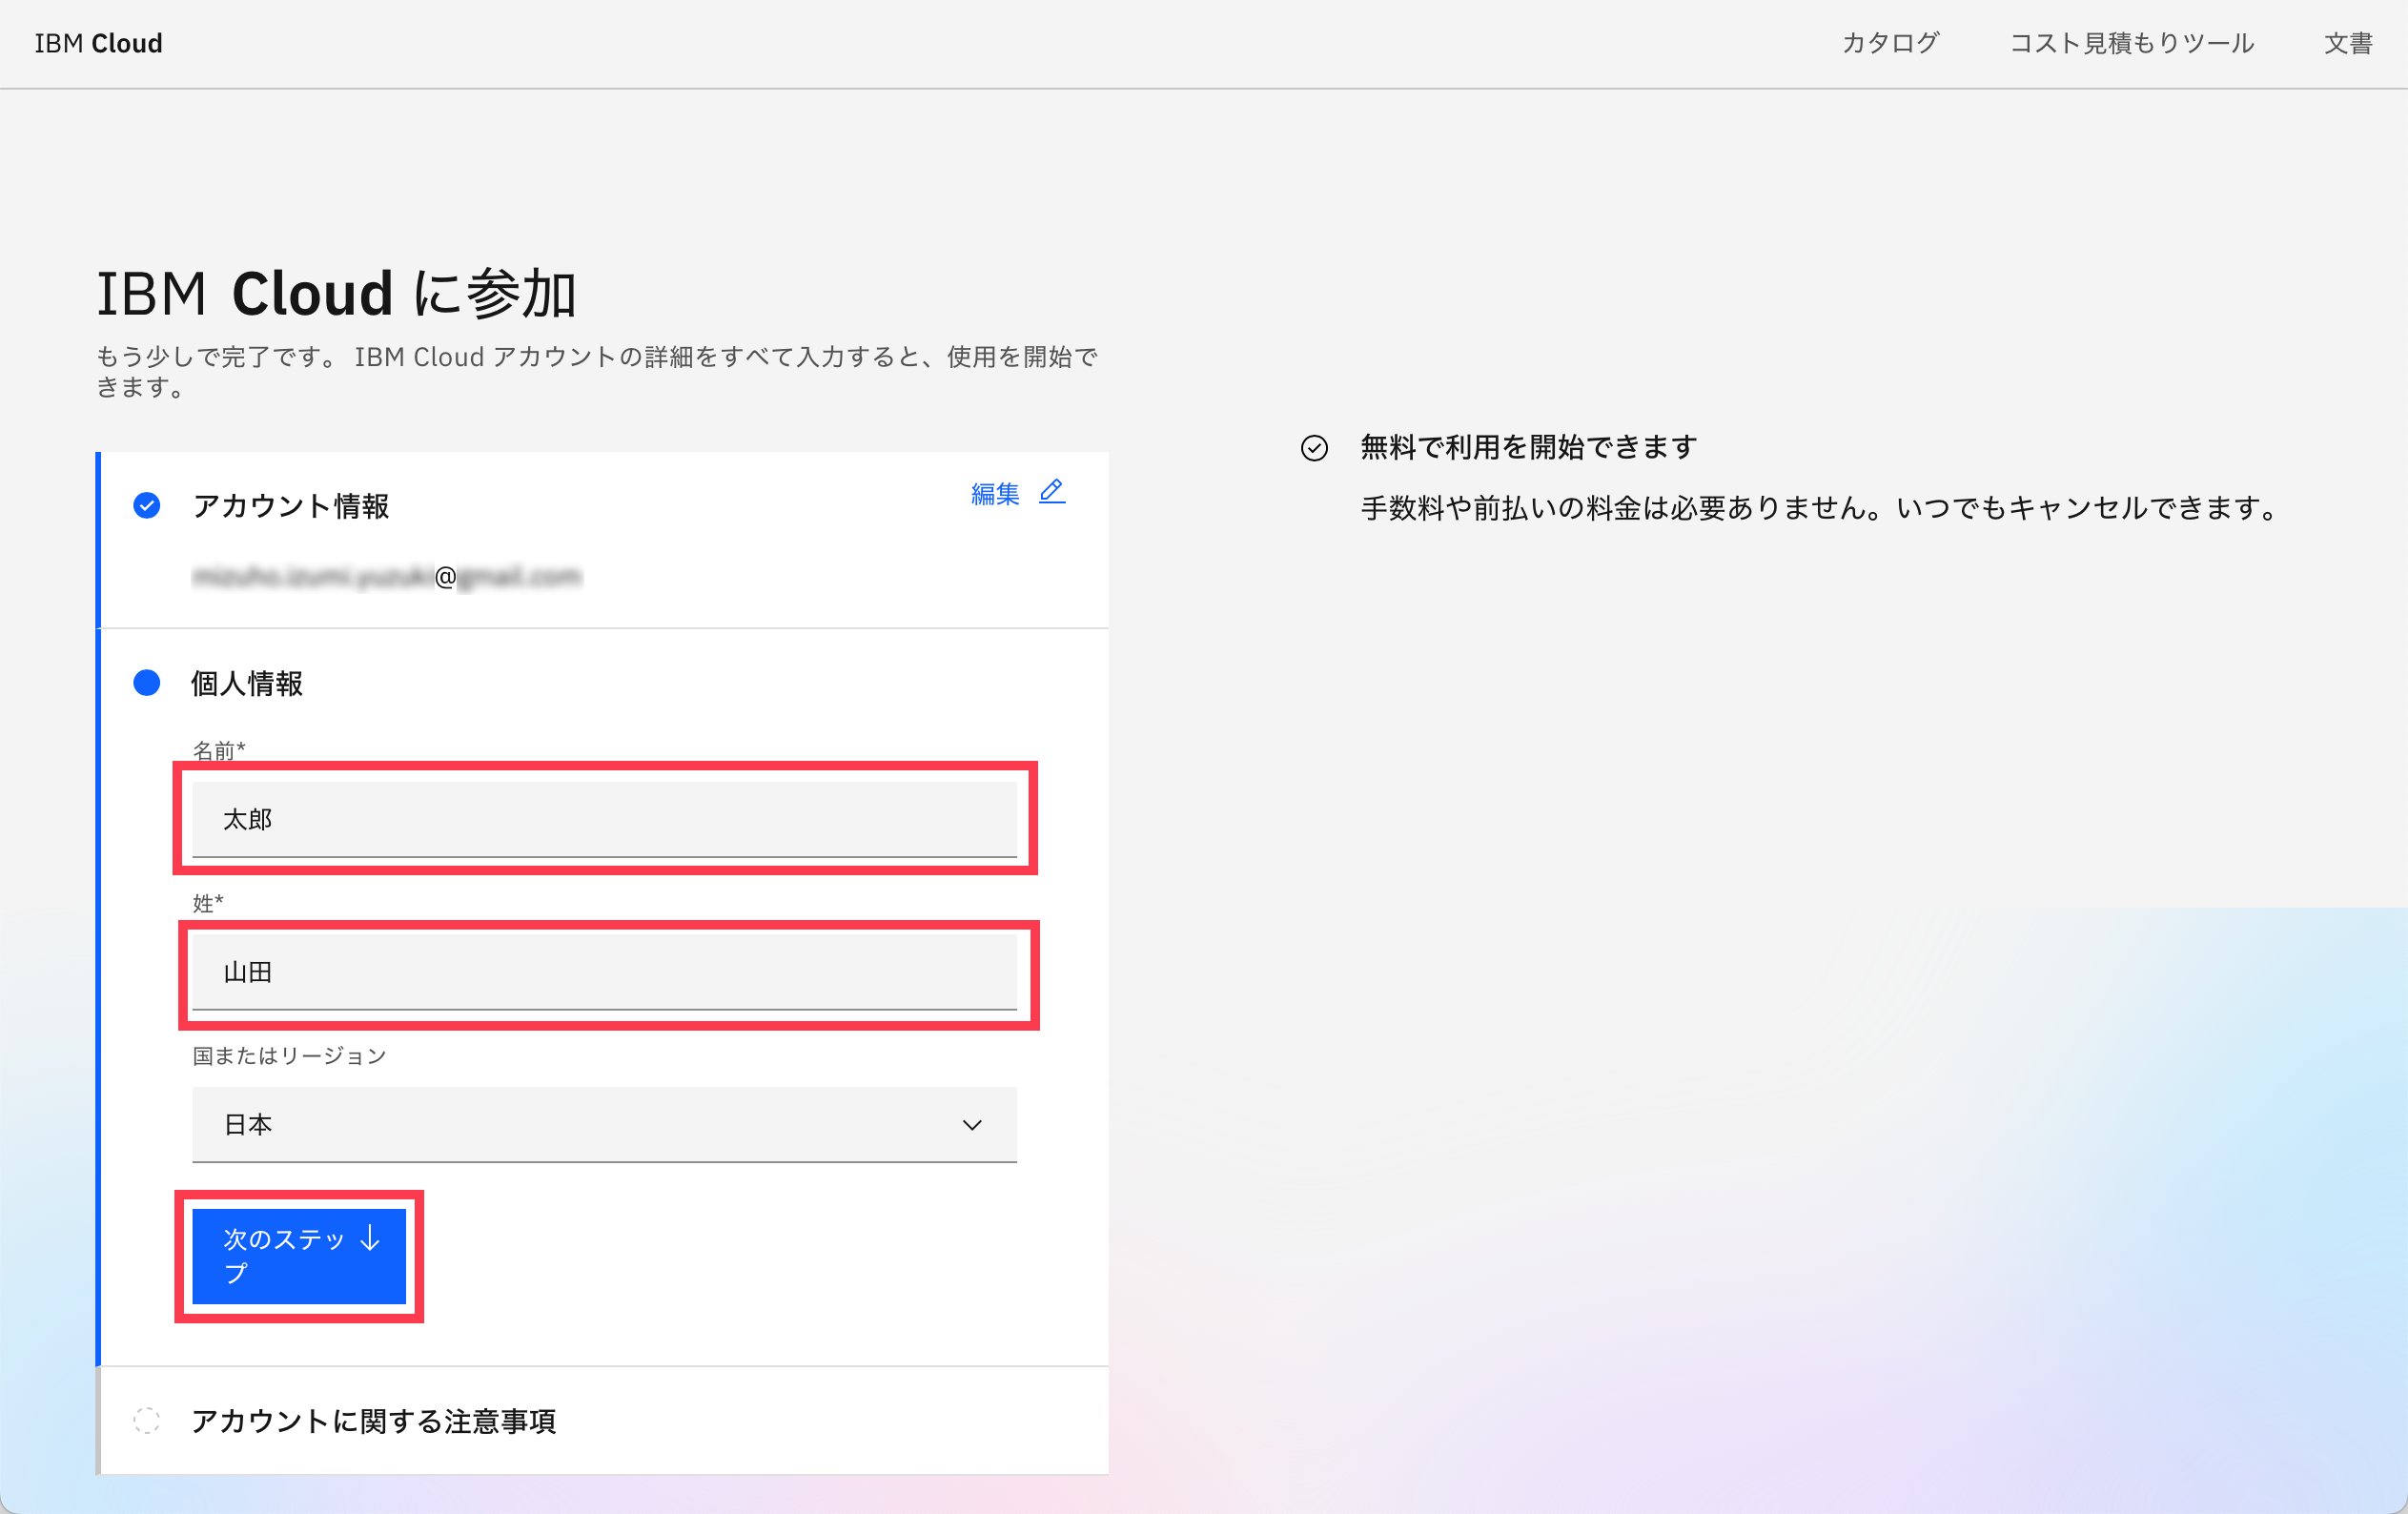 IBM Cloud
カタログ
コスト見積もりツール
文書
IBM Cloud に参加
もう少しで完了です。 IBM Cloud アカウントの詳細をすべて入力すると、使用を開始で
きます。
アカウント情報
編集
@
個人情報
名前*
太郎
姓*
山田
国またはリージョン
日本
次のステッ
プ
アカウントに関する注意事項
無料で利用を開始できます
手数料や前払いの料金は必要ありません。いつでもキャンセルできます。